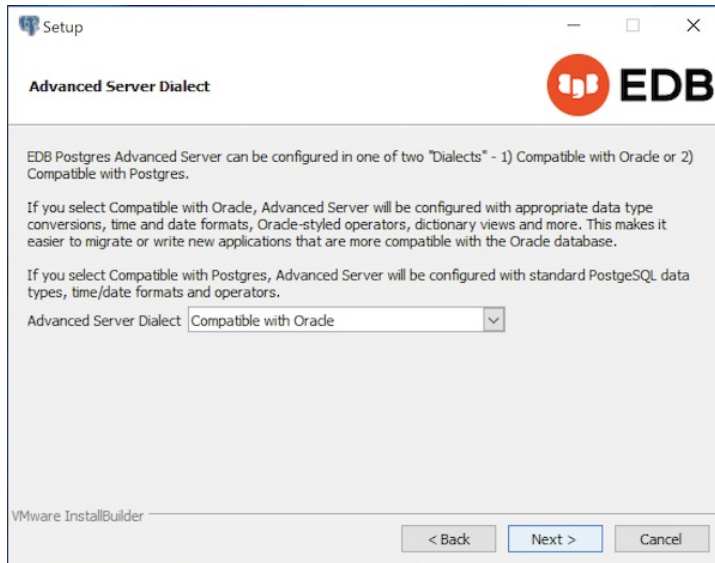 Setup
Advanced Server Dialect
EDB
EDB Postgres Advanced Server can be configured in one of two "Dialects" - 1) Compatible with Oracle or 2)
Compatible with Postgres.
If you select Compatible with Oracle, Advanced Server will be configured with appropriate data type
conversions, time and date formats, Oracle-styled operators, dictionary views and more. This makes it
easier to migrate or write new applications that are more compatible with the Oracle database.
If you select Compatible with Postgres, Advanced Server will be configured with standard PostgeSQL data
types, time/date formats and operators.
Advanced Server Dialect Compatible with Oracle
VMware InstallBuilder
< Back Next > Cancel